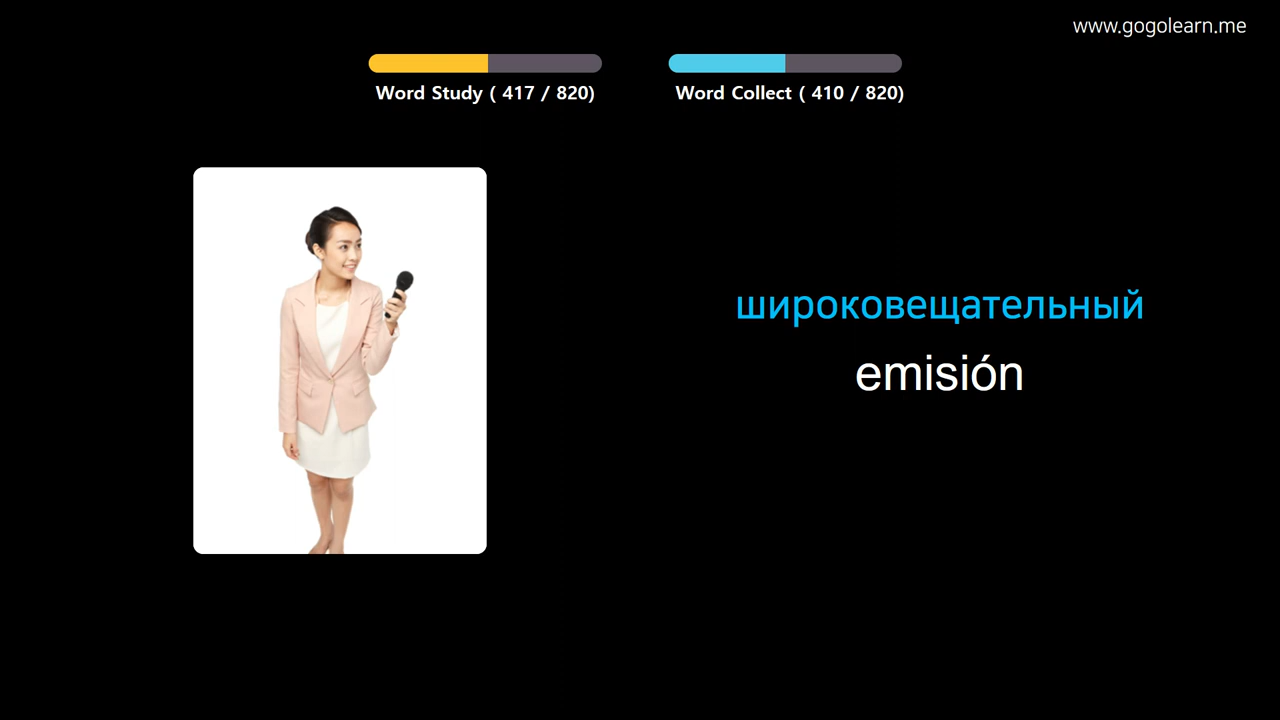 www.gogolearn.me
Word Study ( 417 / 820)
Word Collect ( 410 / 820)
широковещательный
emisión